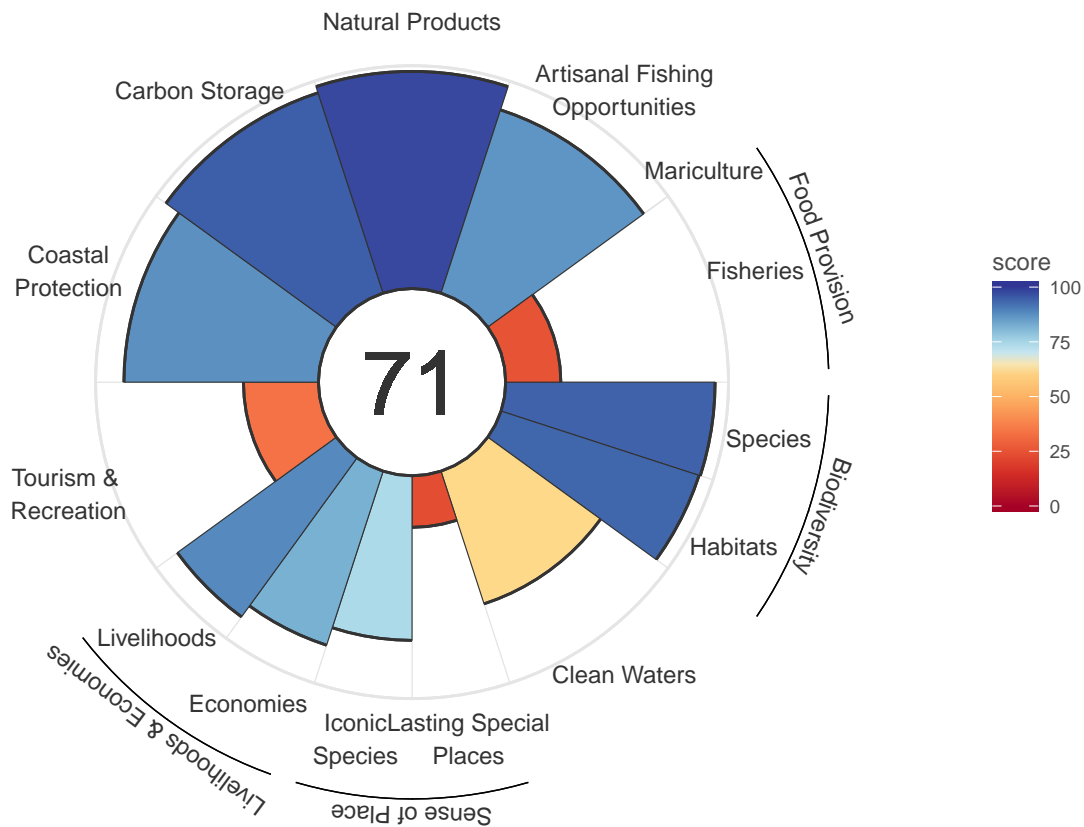 Natural Products
Artisanal Fishing
Opportunities
Carbon Storage
Mariculture
Food Provision
Fisheries
Coastal
Protection
score
100
75
50
25
0
71
Species
Biodiversity
Habitats
Tourism &
Recreation
Livelihoods
Livelihoods & Economies
Clean Waters
Economies
Iconic
Species
Lasting Special
Places
Sense of Place